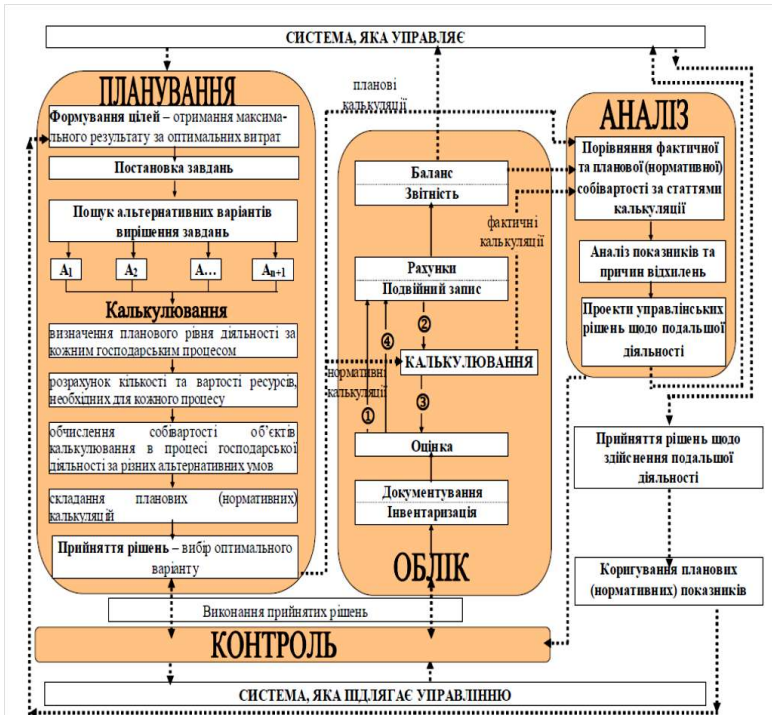 СИСТЕМА, ЯКА УПРАВЛЯЄ
ПЛАНУВАННЯ
Формування цілей – отримання максима-
льного результату за оптимальних витрат
Постановка завдань
Пошук альтернативних варіантів
вирішення завдань
А1
А2
А...
Аn+1
Калькулювання
визначення планового рівня діяльності за
кожним господарським процесом
розрахунок кількості та вартості ресурсів,
необхідних для кожного процесу
обчислення собівартості об’єктів
калькулювання в процесі господарської
діяльності за різних альтернативних умов
складання планових (нормативних)
калькуляцій
Прийняття рішень – вибір оптимального
варіанту
планові
калькуляції
Баланс
Звітність
фактичні
калькуляції
Рахунки
Подвійний запис
②
④
КАЛЬКУЛЮВАННЯ
нормативні
калькуляції
①
③
Оцінка
Документування
Інвентаризація
ОБЛІК
АНАЛІЗ
Порівняння фактичної
та планової (нормативної)
собівартості за статтями
калькуляції
Аналіз показників та
причин відхилень
Проекти управлінських
рішень щодо подальшої
діяльності
Прийняття рішень щодо
здійснення подальшої
діяльності
Коригування планових
(нормативних) показників
Виконання прийнятих рішень
КОНТРОЛЬ
СИСТЕМА, ЯКА ПІДЛЯГАЄ УПРАВЛІННЮ